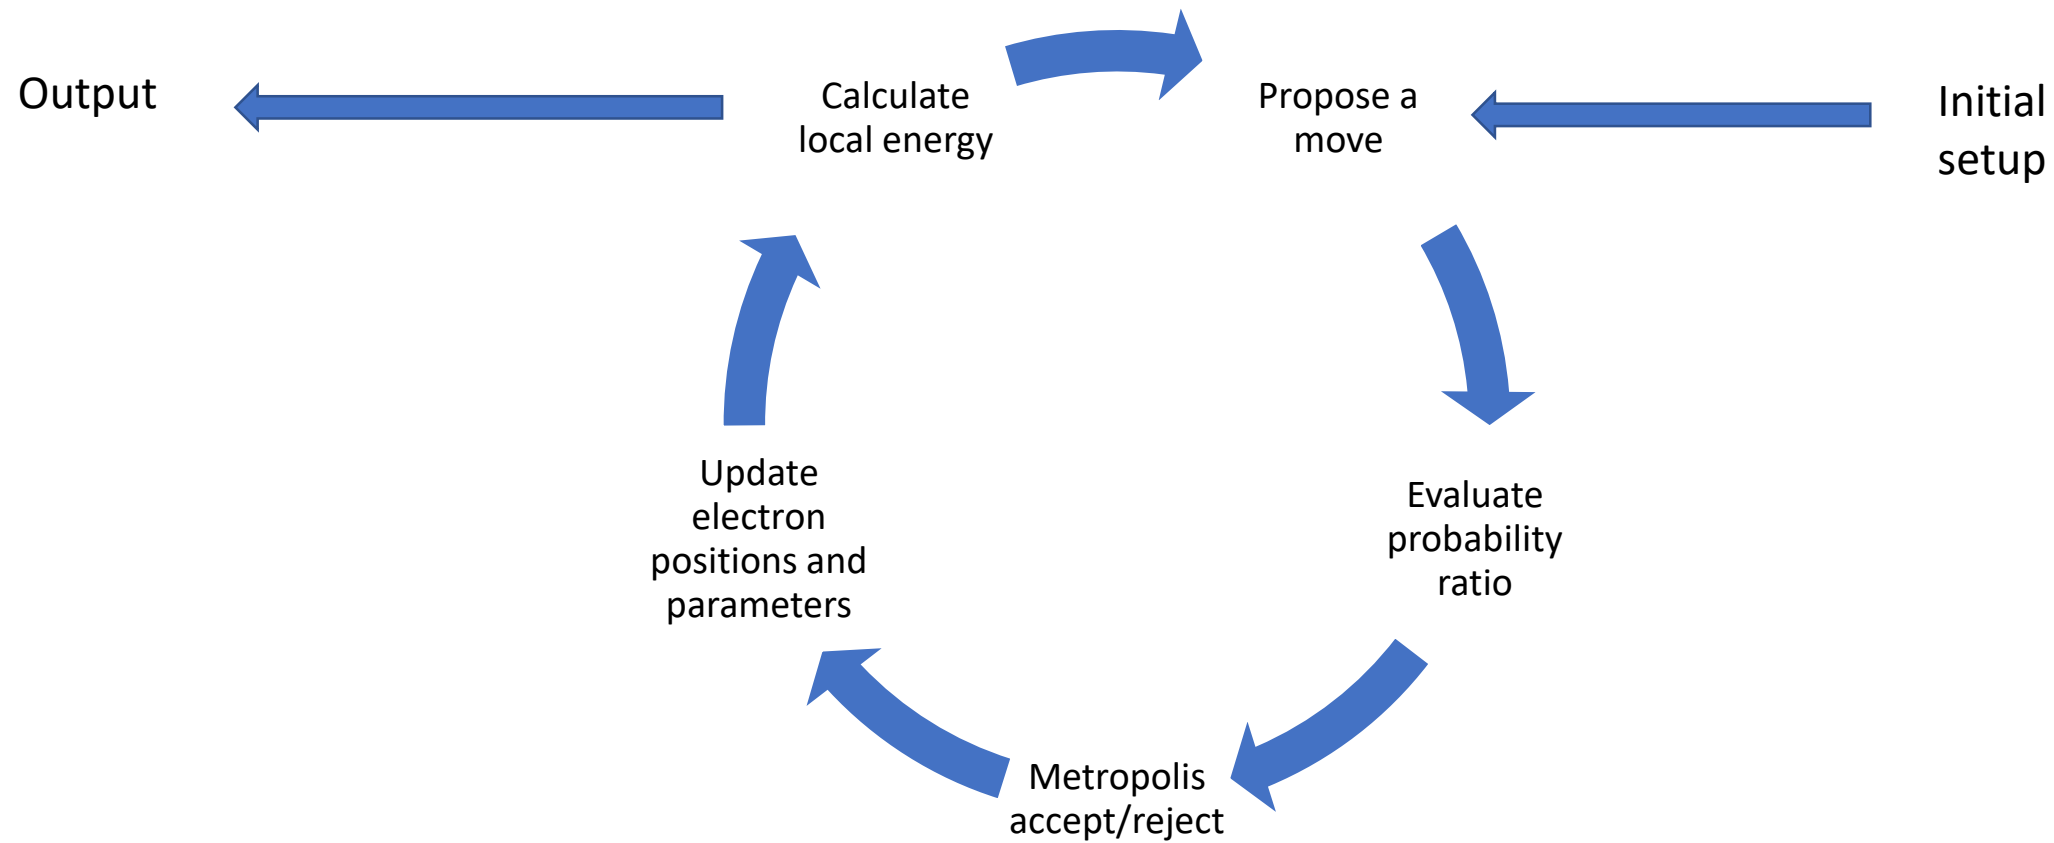 Output
Calculate
local energy
Propose a
move
Initial
setup
Evaluate
probability
ratio
Metropolis
accept/reject
Update
electron
positions and
parameters